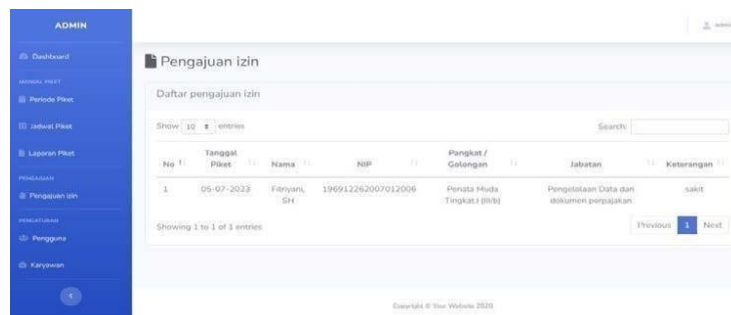 ADMIN
Dashboard
JADWAL PIKET
Periode Piket
Jadwal Piket
Laporan Piket
PENGAJUAN
Pengajuan izin
PENGATURAN
Pengguna
Karyawan
admin
Pengajuan izin
Daftar pengajuan izin
Show 10 entries
Search:
No Tanggal Piket Nama NIP Pangkat / Golongan Jabatan Keterangan
1 05-07-2023 Fitriyani, SH 196912262007012006 Penata Muda Tingkat.I (III/b) Pengelolaan Data dan dokumen perpajakan sakit
Showing 1 to 1 of 1 entries
Previous 1 Next
Copyright © Your Website 2020